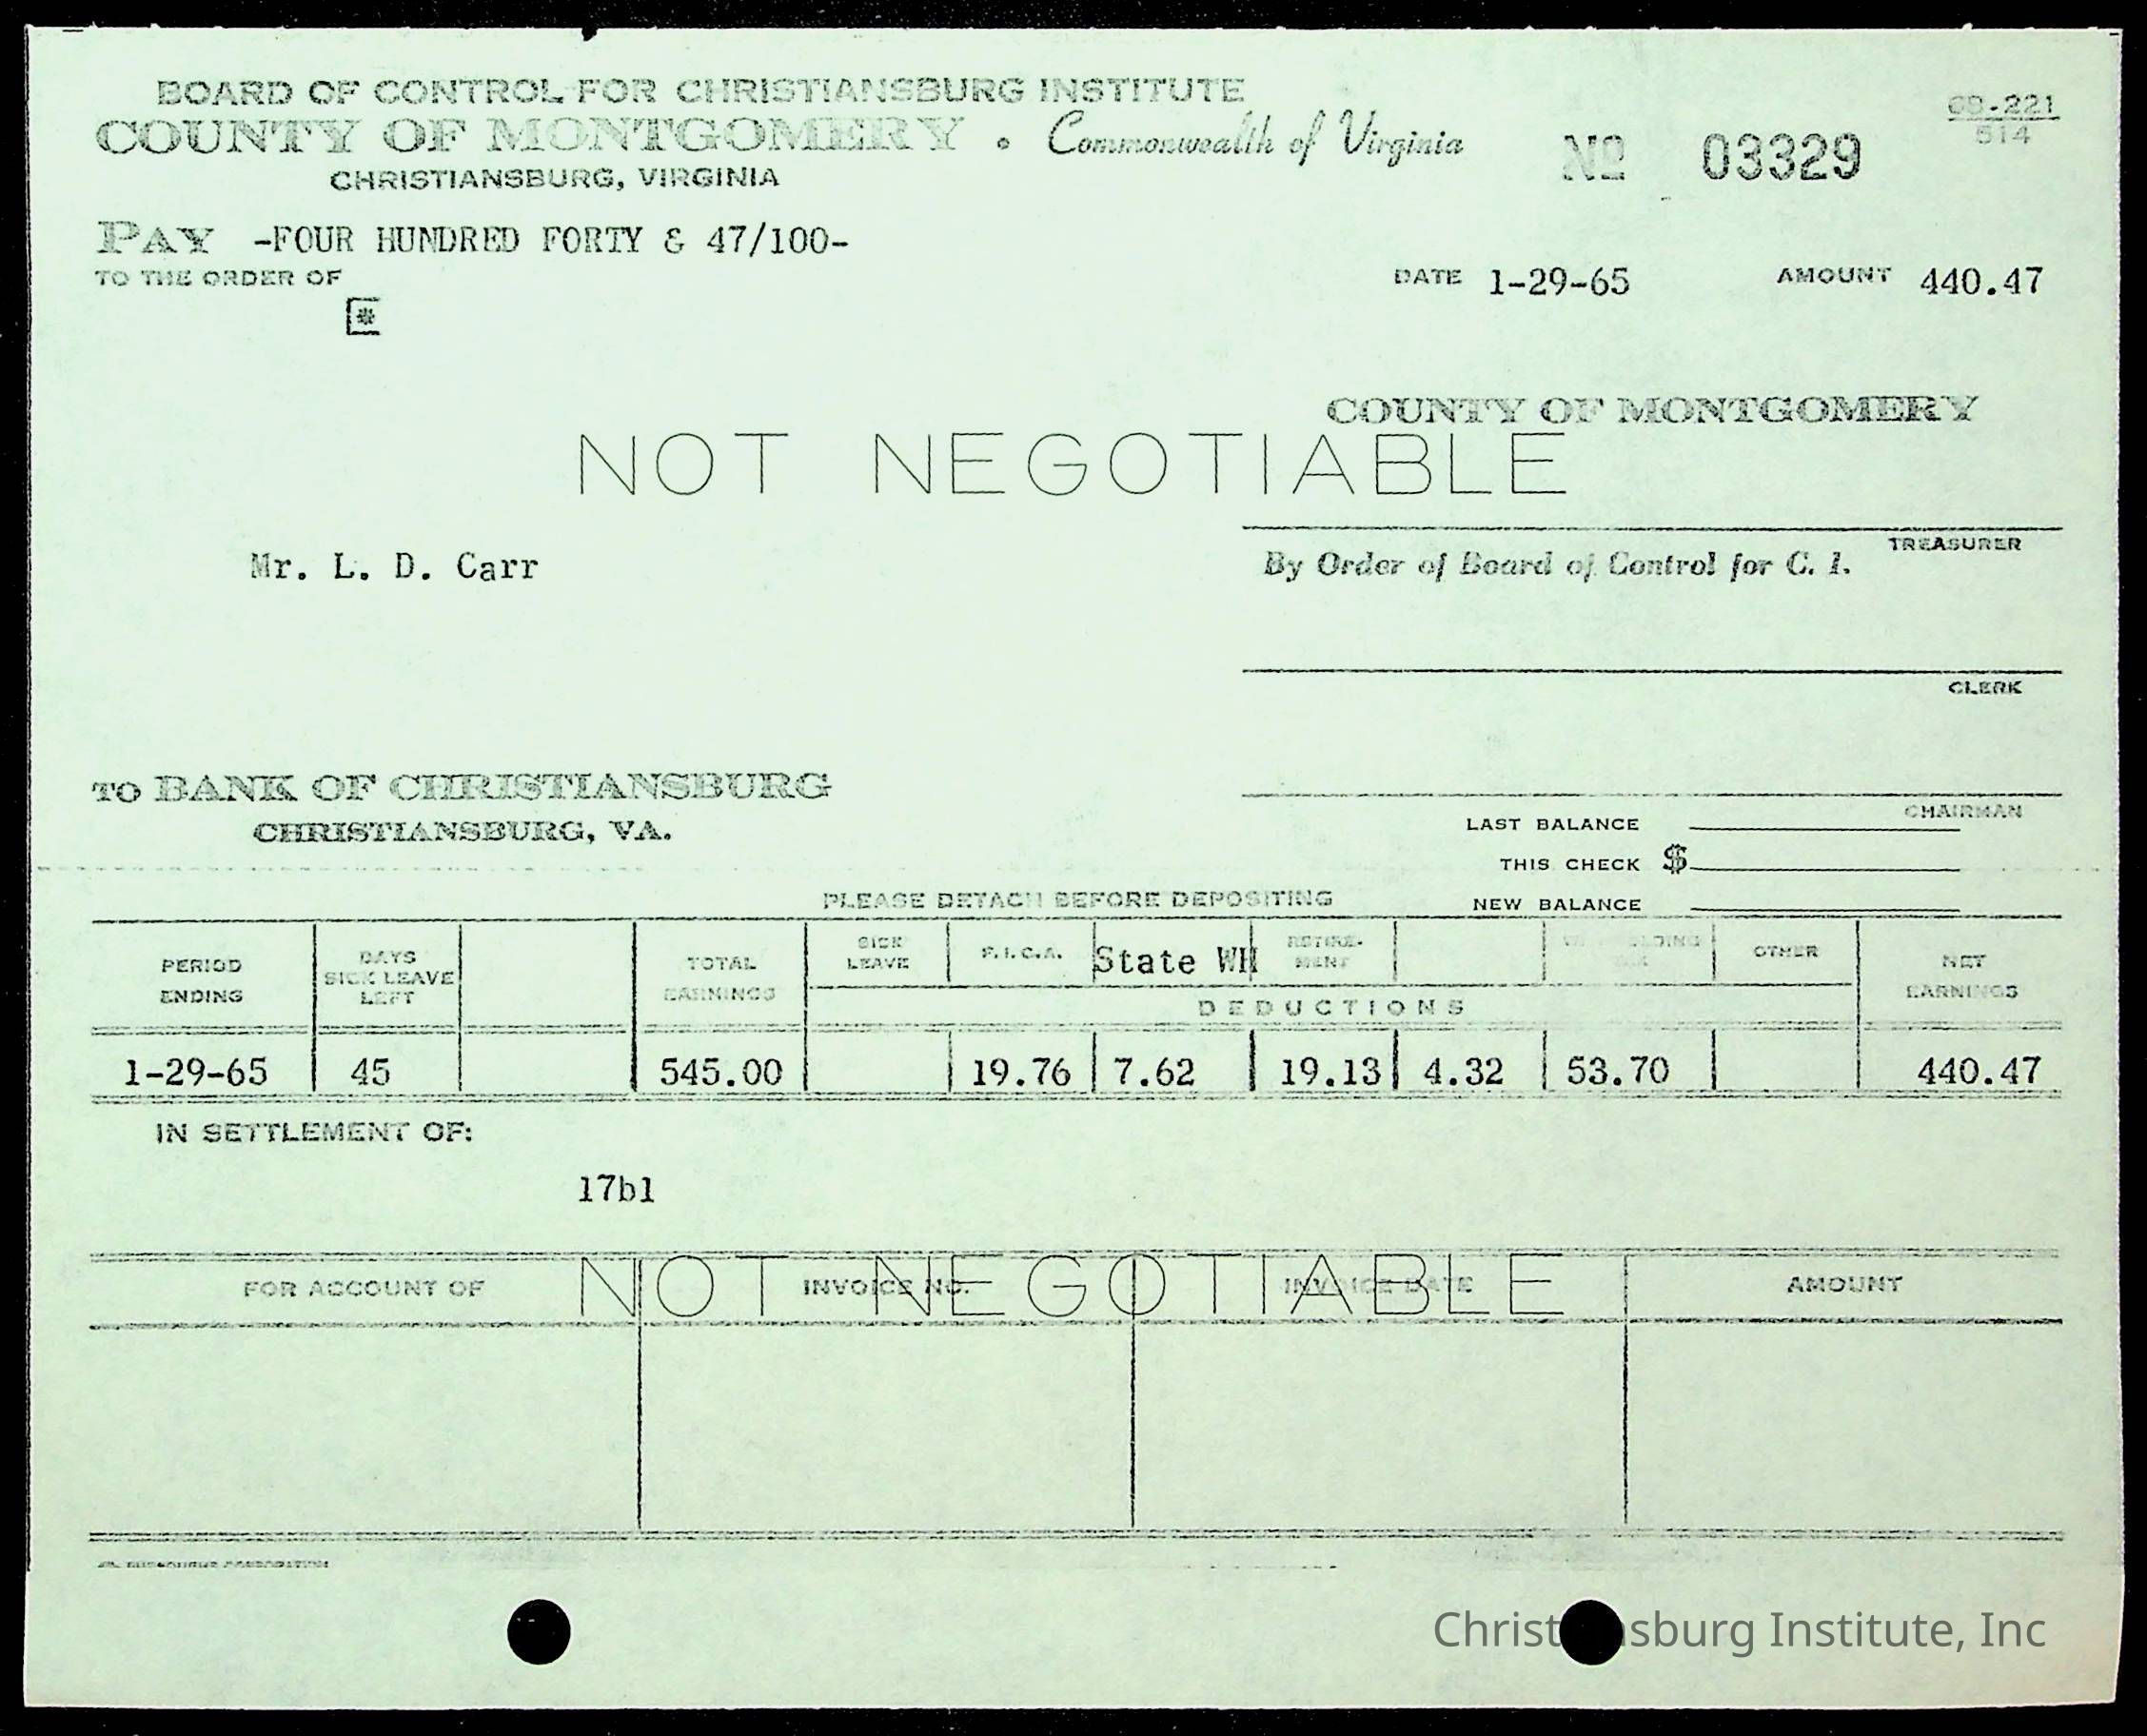 BOARD OF CONTROL FOR CHRISTIANSBURG INSTITUTE
COUNTY OF MONTGOMERY • Commonwealth of Virginia
CHRISTIANSBURG, VIRGINIA
No 03329
-221
514
PAY -FOUR HUNDRED FORTY & 47/100-
TO THE ORDER OF
DATE 1-29-65 AMOUNT 440.47
*
COUNTY OF MONTGOMERY
NOT NEGOTIABLE
TREASURER
Mr. L. D. Carr
By Order of Board of Control for C. I.
CLERK
TO BANK OF CHRISTIANSBURG
CHRISTIANSBURG, VA.
CHAIRMAN
LAST BALANCE
THIS CHECK $
NEW BALANCE
PLEASE DETACH BEFORE DEPOSITING
PERIOD ENDING
DAYS SICK LEAVE LEFT
TOTAL EARNINGS
SICK LEAVE
F.I.C.A.
State WH
RETIRE-MENT
OTHER
NET EARNINGS
DEDUCTIONS
1-29-65 45 545.00 19.76 7.62 19.13 4.32 53.70 440.47
IN SETTLEMENT OF:
17b1
NOT NEGOTIABLE
FOR ACCOUNT OF INVOICE NO. INVOICE DATE AMOUNT
Christiansburg Institute, Inc